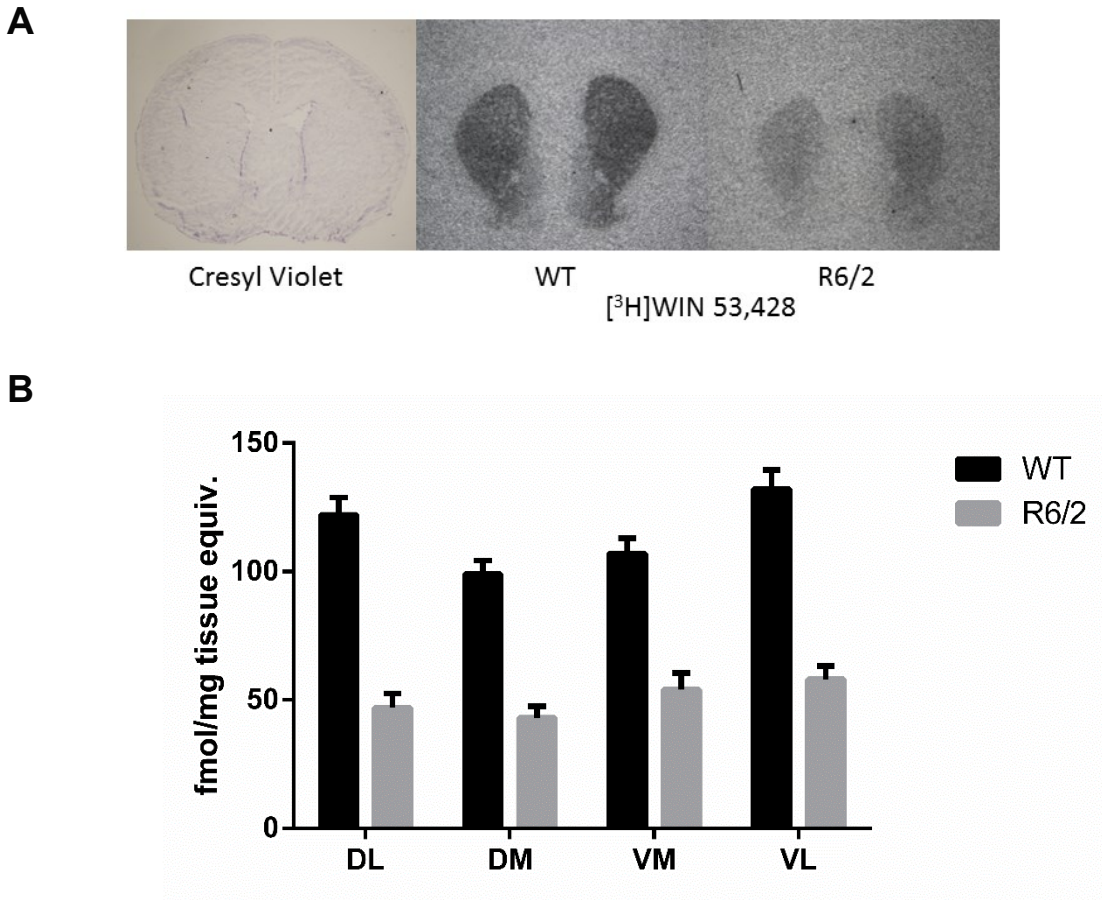 A
Cresyl Violet
WT
R6/2
[³H]WIN 53,428
B
fmol/mg tissue equiv.
150
100
50
0
DL
DM
VM
VL
WT
R6/2